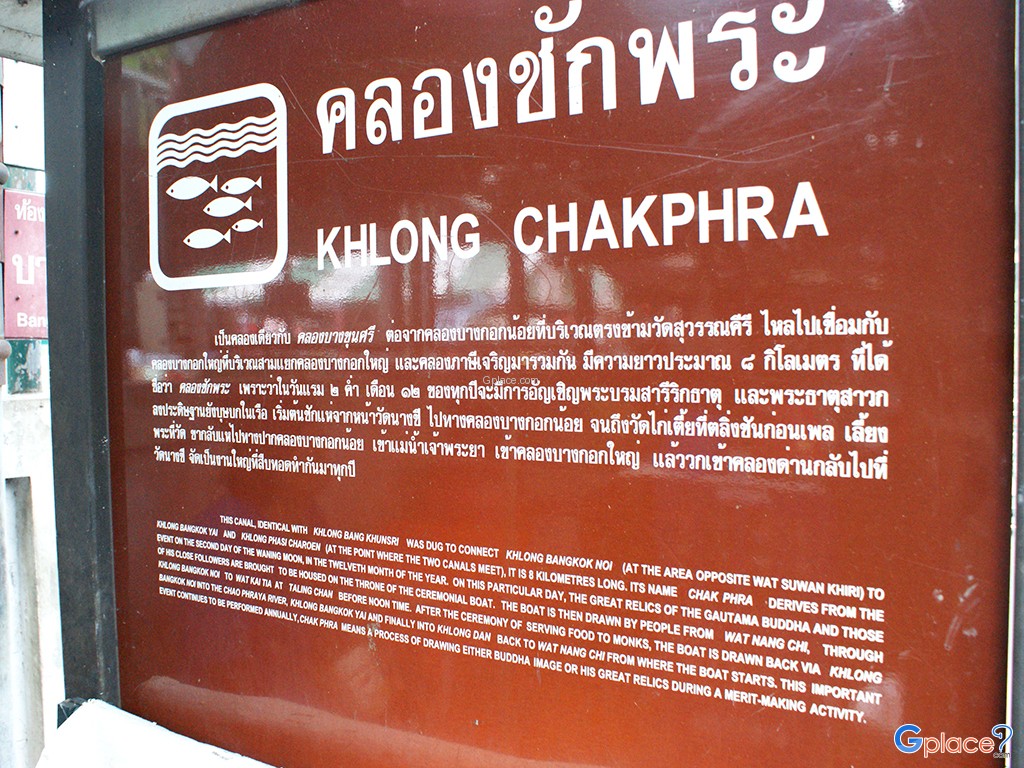 คลองชักพระ
KHLONG CHAKPHRA
เป็นคลองเดียวกับ คลองบางขุนศรี ต่อจากคลองบางกอกน้อยที่บริเวณตรงข้ามวัดสุวรรณคีรี ไหลไปเชื่อมกับ
คลองบางกอกใหญ่ที่บริเวณสามแยกคลองบางกอกใหญ่ และคลองภาษีเจริญมารวมกัน มีความยาวประมาณ ๘ กิโลเมตร ที่ได้
ชื่อว่า คลองชักพระ เพราะว่าในวันแรม ๒ ค่ำ เดือน ๑๒ ของทุกปีจะมีการอัญเชิญพระบรมสารีริกธาตุ และพระธาตุสาวก
ลงประดิษฐานยังบุษบกในเรือ เริ่มต้นชักแห่จากหน้าวัดนางชี ไปทางคลองบางกอกน้อย จนถึงวัดไก่เตี้ยที่ตลิ่งชันก่อนเพล เลี้ยง
พระที่วัด ขากลับแห่ไปทางปากคลองบางกอกน้อย เข้าแม่น้ำเจ้าพระยา เข้าคลองบางกอกใหญ่ แล้ววกเข้าคลองด่านกลับไปที่
วัดนางชี จัดเป็นงานใหญ่ที่สืบทอดทำกันมาทุกปี
THIS CANAL, IDENTICAL WITH KHLONG BANG KHUNSRI WAS DUG TO CONNECT KHLONG BANGKOK NOI (AT THE AREA OPPOSITE WAT SUWAN KHIRI) TO
KHLONG BANGKOK YAI AND KHLONG PHASI CHAROEN (AT THE POINT WHERE THE TWO CANALS MEET), IT IS 8 KILOMETRES LONG. ITS NAME CHAK PHRA DERIVES FROM THE
EVENT ON THE SECOND DAY OF THE WANING MOON, IN THE TWELVETH MONTH OF THE YEAR. ON THIS PARTICULAR DAY, THE GREAT RELICS OF THE GAUTAMA BUDDHA AND THOSE
OF HIS CLOSE FOLLOWERS ARE BROUGHT TO BE HOUSED ON THE THRONE OF THE CEREMONIAL BOAT. THE BOAT IS THEN DRAWN BY PEOPLE FROM WAT NANG CHI, THROUGH
KHLONG BANGKOK NOI TO WAT KAI TIA AT TALING CHAN BEFORE NOON TIME. AFTER THE CEREMONY OF SERVING FOOD TO MONKS, THE BOAT IS DRAWN BACK VIA KHLONG
BANGKOK NOI INTO THE CHAO PHRAYA RIVER, KHLONG BANGKOK YAI AND FINALLY INTO KHLONG DAN BACK TO WAT NANG CHI FROM WHERE THE BOAT STARTS. THIS IMPORTANT
EVENT CONTINUES TO BE PERFORMED ANNUALLY, CHAK PHRA MEANS A PROCESS OF DRAWING EITHER BUDDHA IMAGE OR HIS GREAT RELICS DURING A MERIT-MAKING ACTIVITY.
ท้อง
Ban
Gplace.com
Gplace?.com